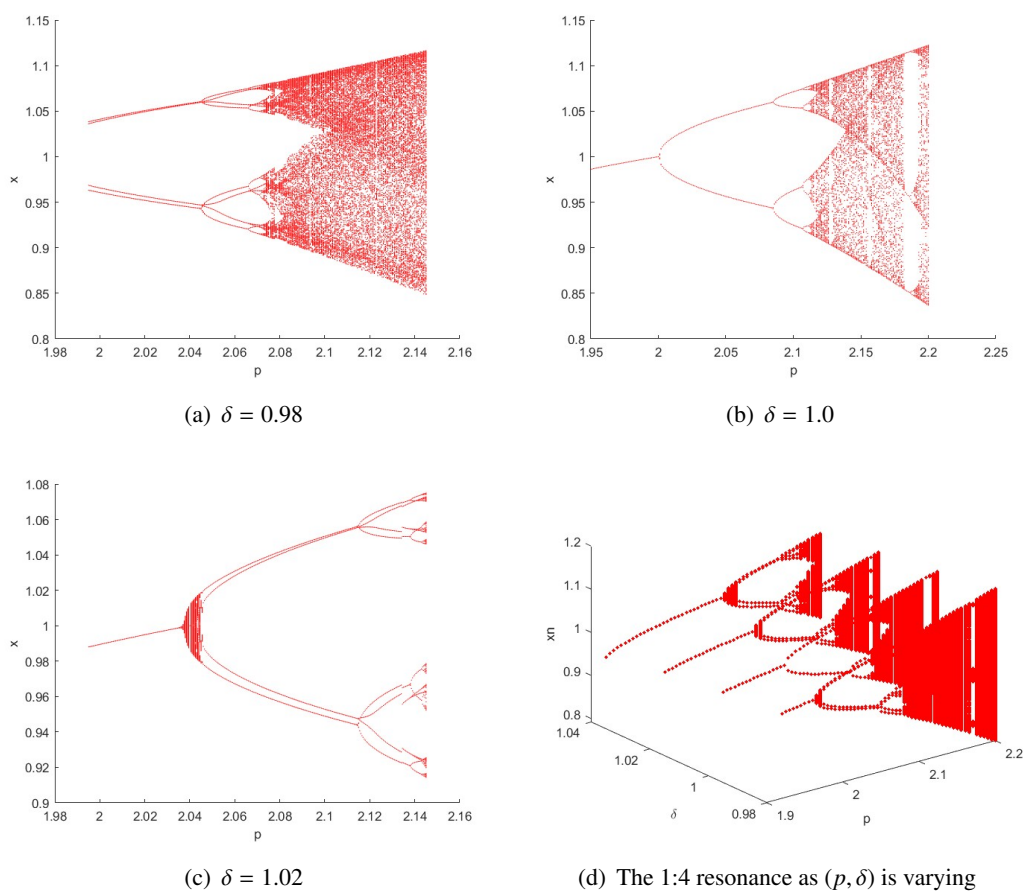 1.15
1.1
1.05
1
0.95
0.9
0.85
0.8
x
1.98 2 2.02 2.04 2.06 2.08 2.1 2.12 2.14 2.16
p
(a) δ = 0.98
1.15
1.1
1.05
1
0.95
0.9
0.85
0.8
x
1.95 2 2.05 2.1 2.15 2.2 2.25
p
(b) δ = 1.0
1.08
1.06
1.04
1.02
1
0.98
0.96
0.94
0.92
0.9
x
1.98 2 2.02 2.04 2.06 2.08 2.1 2.12 2.14 2.16
p
(c) δ = 1.02
1.2
1.1
1
0.9
0.8
xn
1.04
1.02
1
0.98
δ
1.9
2
2.1
2.2
p
(d) The 1:4 resonance as (p, δ) is varying